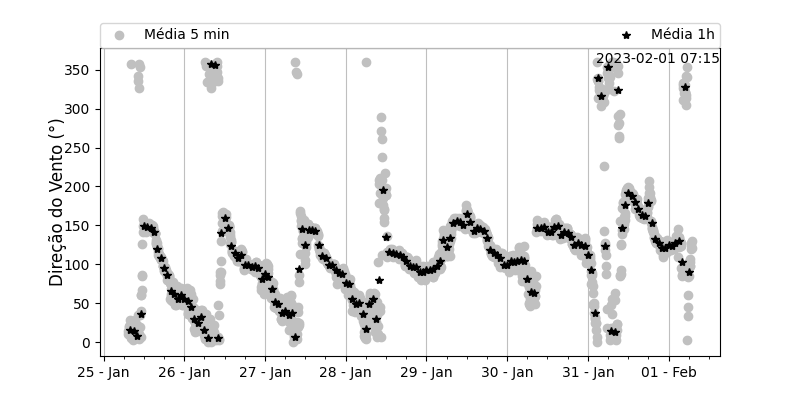 Média 5 min
Média 1h
2023-02-01 07:15
Direção do Vento (°)
350
300
250
200
150
100
50
0
25 - Jan
26 - Jan
27 - Jan
28 - Jan
29 - Jan
30 - Jan
31 - Jan
01 - Feb